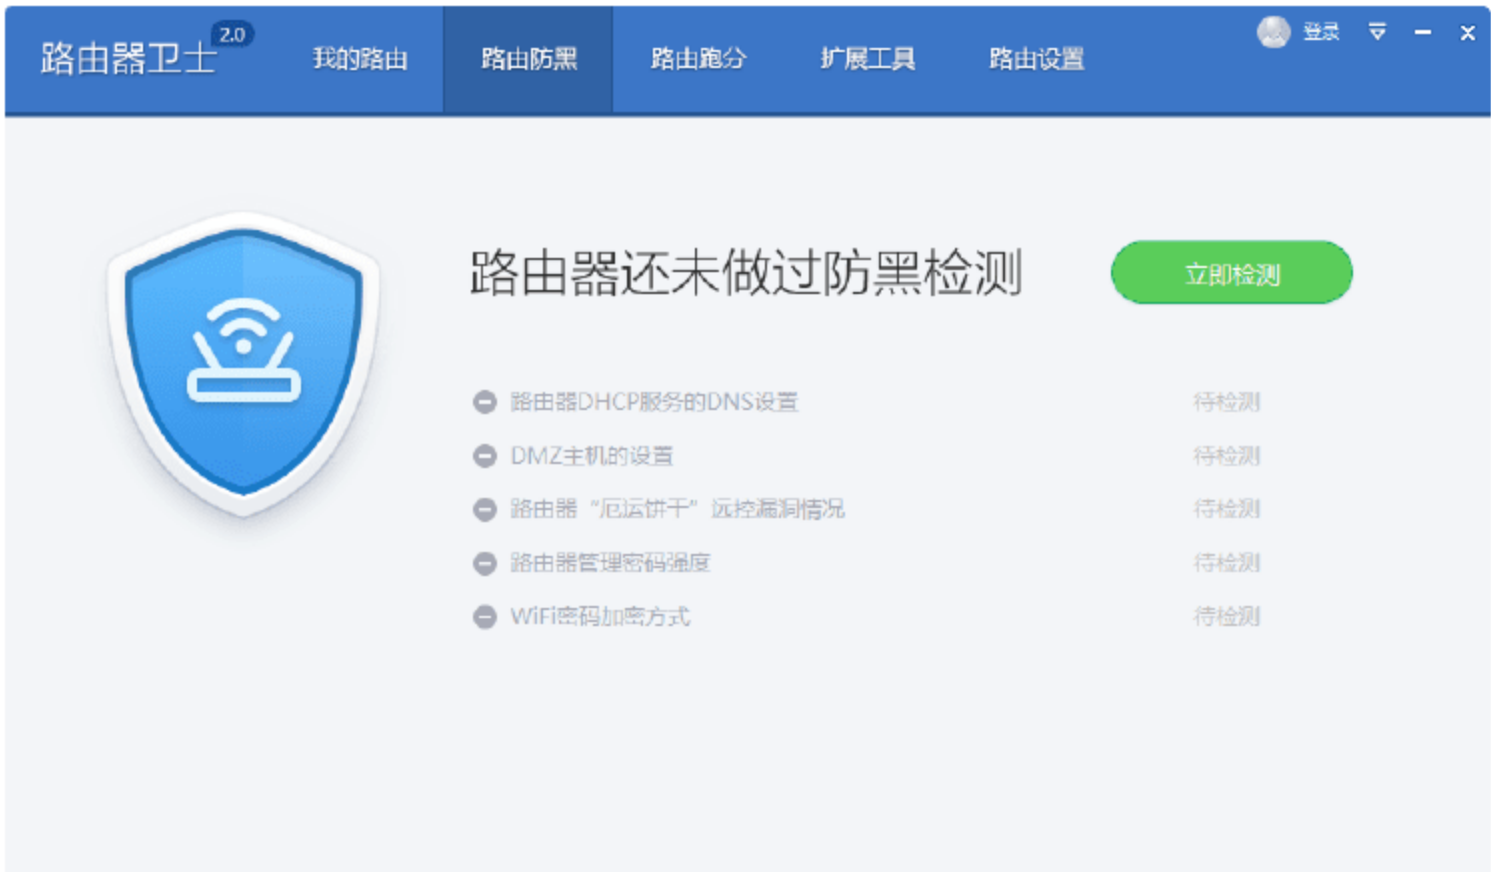 路由器卫士 2.0 我的路由 路由防黑 路由跑分 扩展工具 路由设置 登录
路由器还未做过防黑检测 立即检测
路由器DHCP服务的DNS设置 待检测
DMZ主机的设置 待检测
路由器“厄运饼干”远控漏洞情况 待检测
路由器管理密码强度 待检测
WiFi密码加密方式 待检测